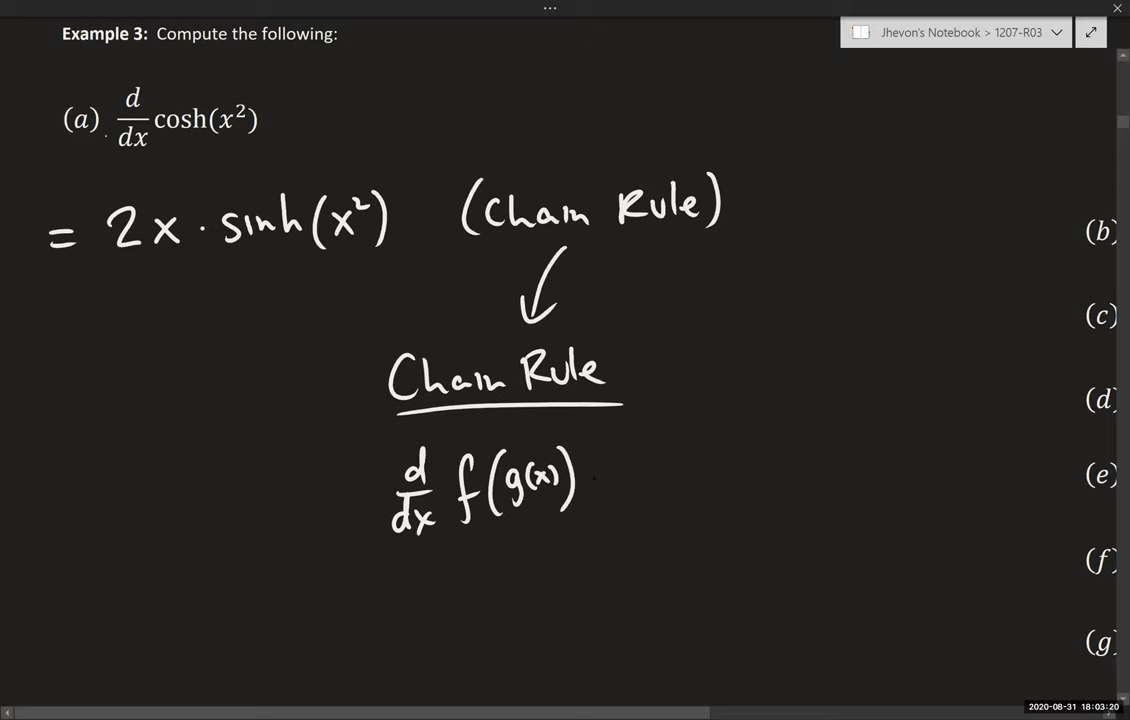 ...
Example 3: Compute the following:
Jhevon's Notebook > 1207-R03
(a) d/dx cosh(x²)
= 2x · sinh(x²) (Chain Rule)
(b)
(c)
Chain Rule
(d)
d/dx f(g(x))
(e)
(f)
(g)
2020-08-31 18:03:20